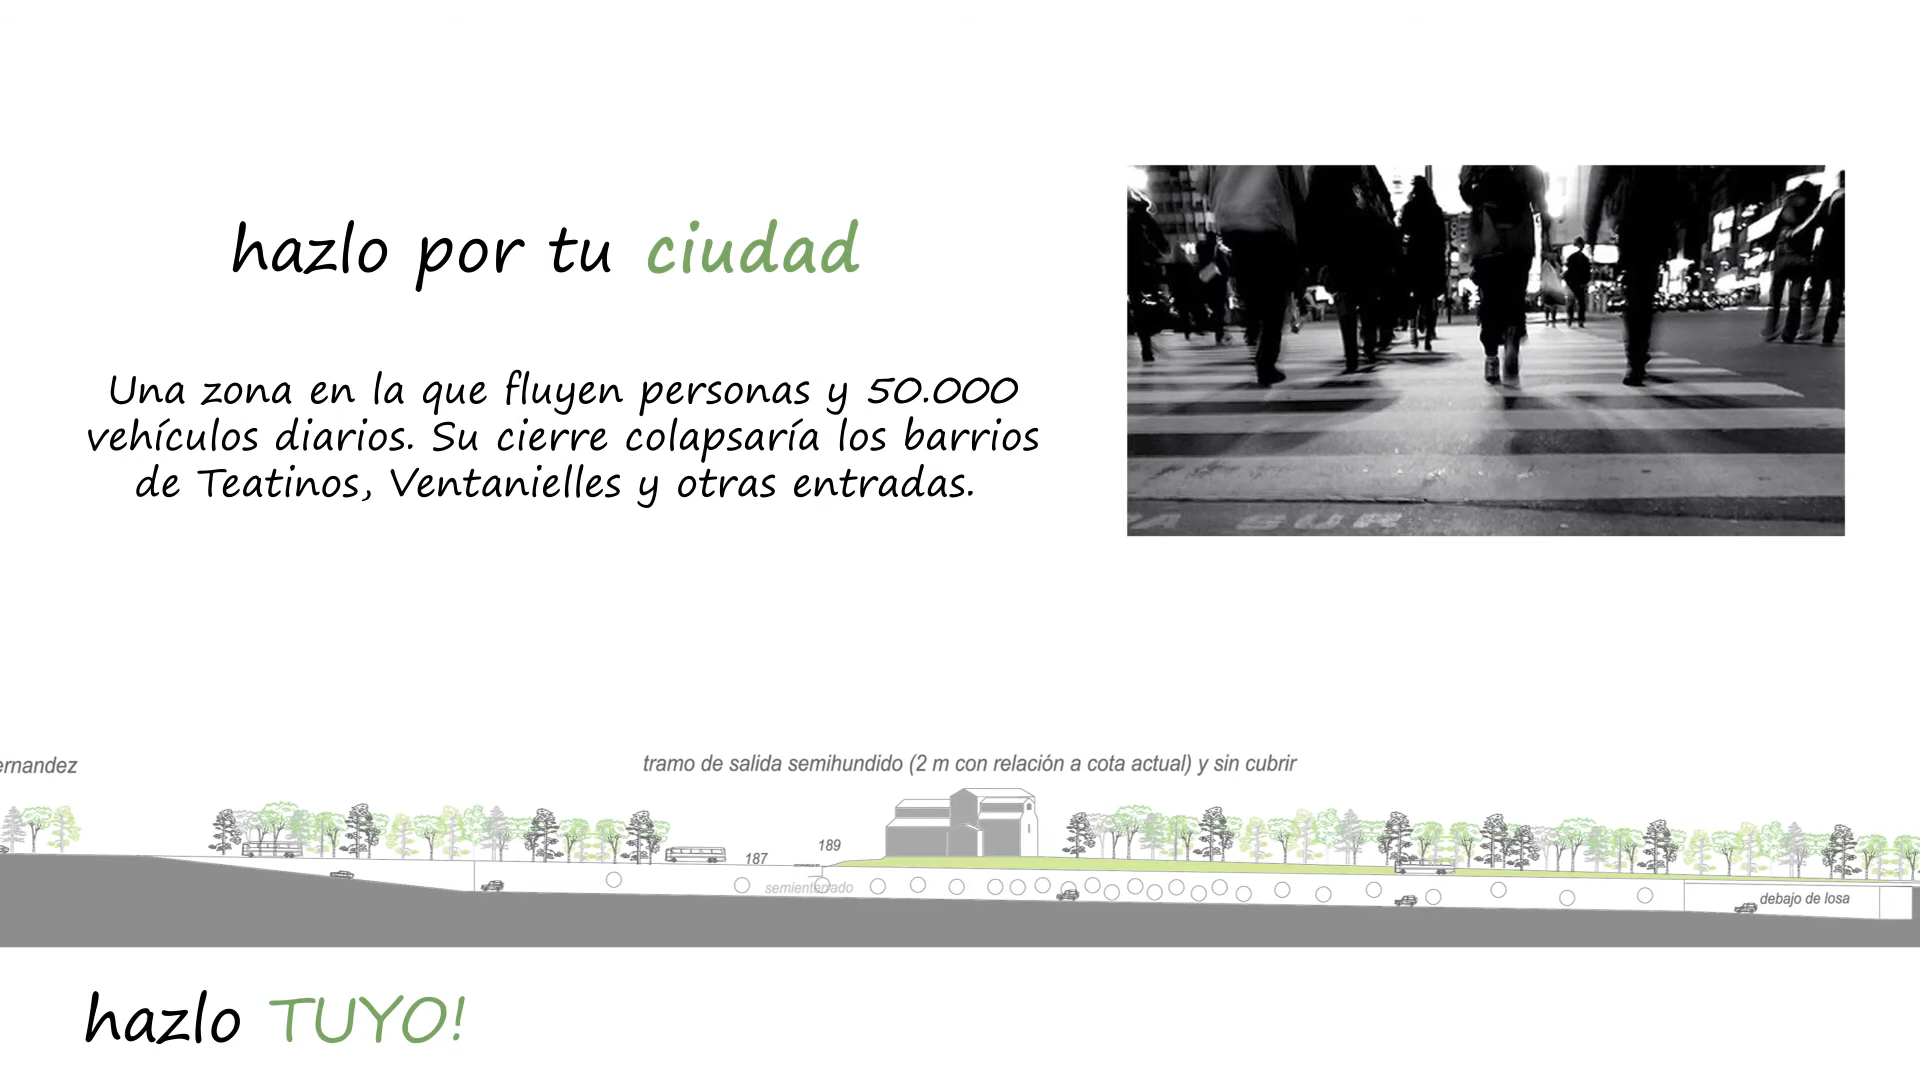 hazlo por tu ciudad
Una zona en la que fluyen personas y 50.000
vehículos diarios. Su cierre colapsaría los barrios
de Teatinos, Ventanielles y otras entradas.
SUR
ernandez
tramo de salida semihundido (2 m con relación a cota actual) y sin cubrir
189
187
semienterrado
debajo de losa
hazlo TUYO!